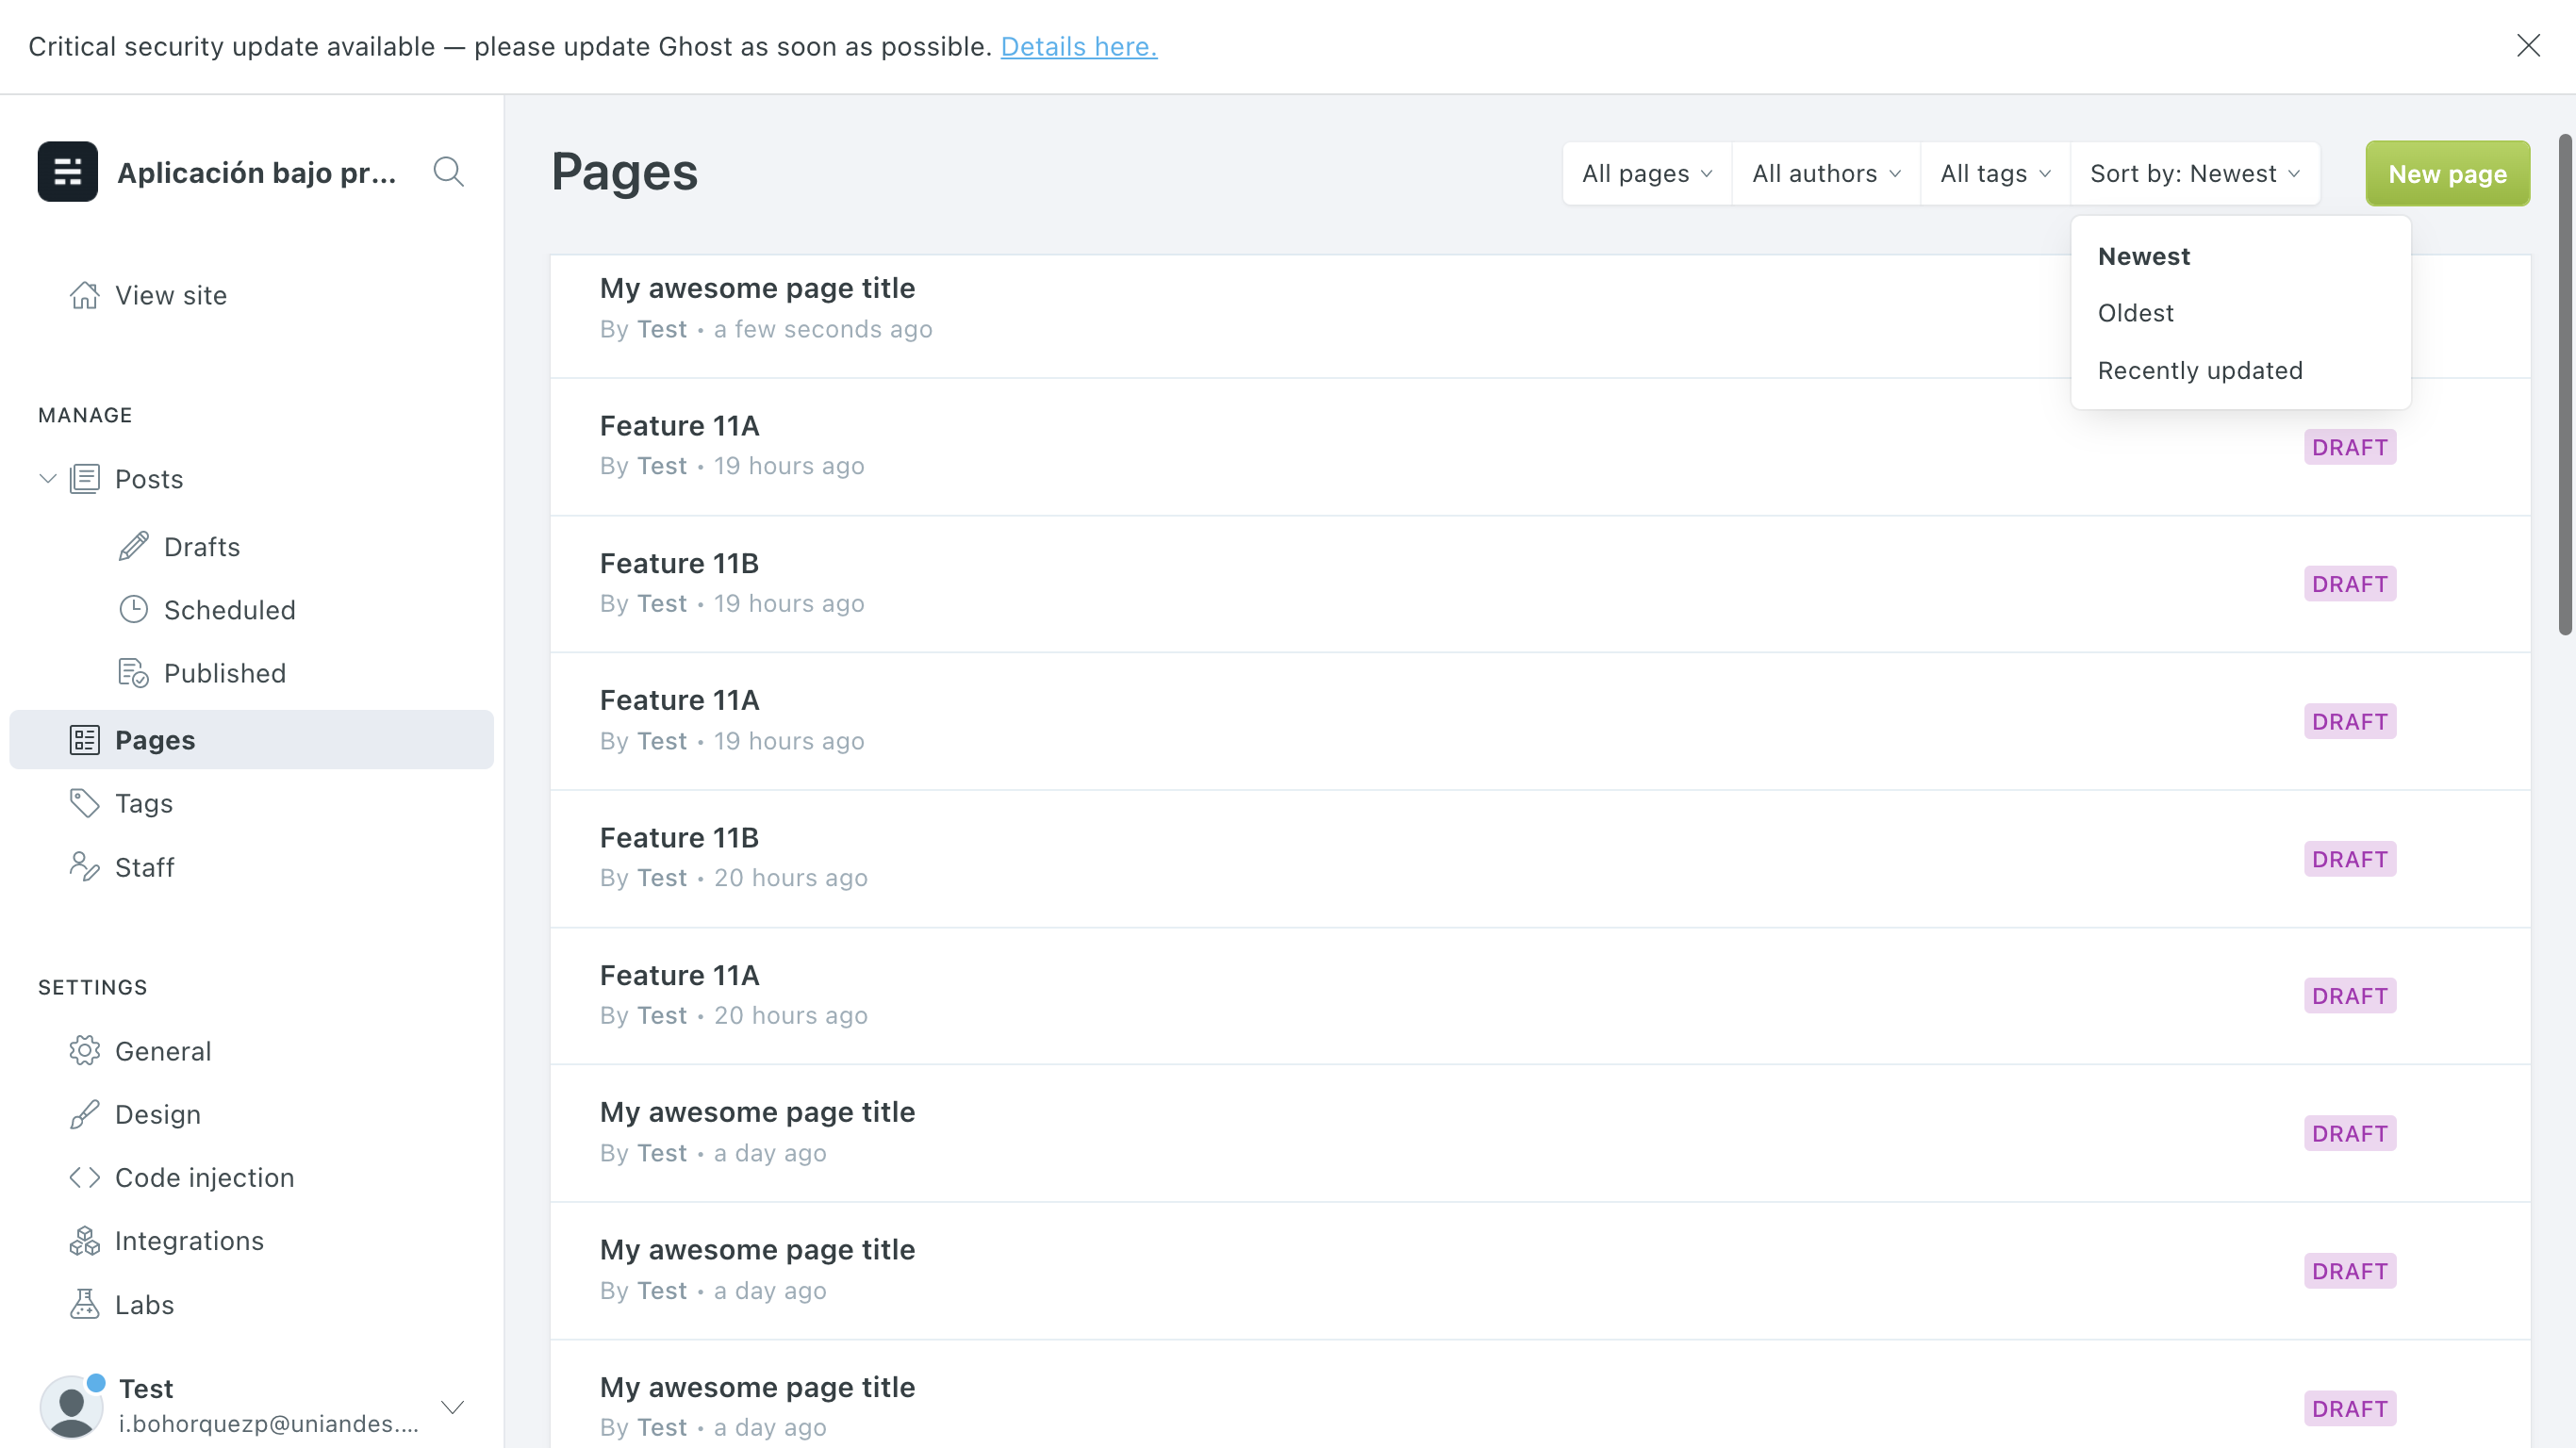 Critical security update available — please update Ghost as soon as possible. Details here.
Aplicación bajo pr...
View site
MANAGE
Posts
Drafts
Scheduled
Published
Pages
Tags
Staff
SETTINGS
General
Design
Code injection
Integrations
Labs
Test
i.bohorquezp@uniandes....
Pages
All pages
All authors
All tags
Sort by: Newest
New page
Newest
Oldest
Recently updated
My awesome page title
By Test • a few seconds ago
Feature 11A
By Test • 19 hours ago
DRAFT
Feature 11B
By Test • 19 hours ago
DRAFT
Feature 11A
By Test • 19 hours ago
DRAFT
Feature 11B
By Test • 20 hours ago
DRAFT
Feature 11A
By Test • 20 hours ago
DRAFT
My awesome page title
By Test • a day ago
DRAFT
My awesome page title
By Test • a day ago
DRAFT
My awesome page title
By Test • a day ago
DRAFT